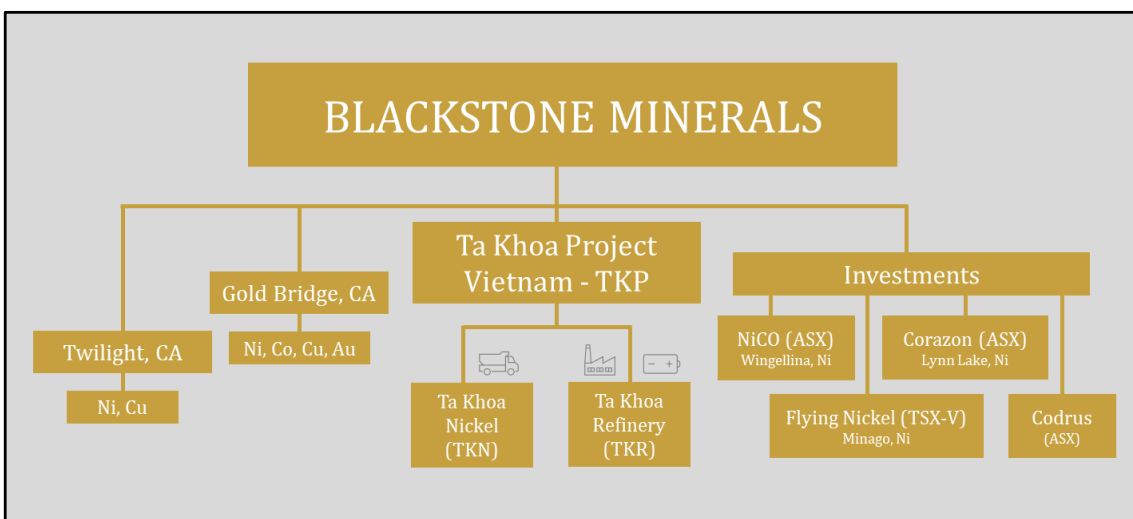 BLACKSTONE MINERALS
Ta Khoa Project
Vietnam - TKP
Investments
Gold Bridge, CA
Twilight, CA
Ni, Co, Cu, Au
Ni, Cu
Ta Khoa
Nickel
(TKN)
Ta Khoa
Refinery
(TKR)
NiCO (ASX)
Wingellina, Ni
Corazon (ASX)
Lynn Lake, Ni
Flying Nickel (TSX-V)
Minago, Ni
Codrus
(ASX)